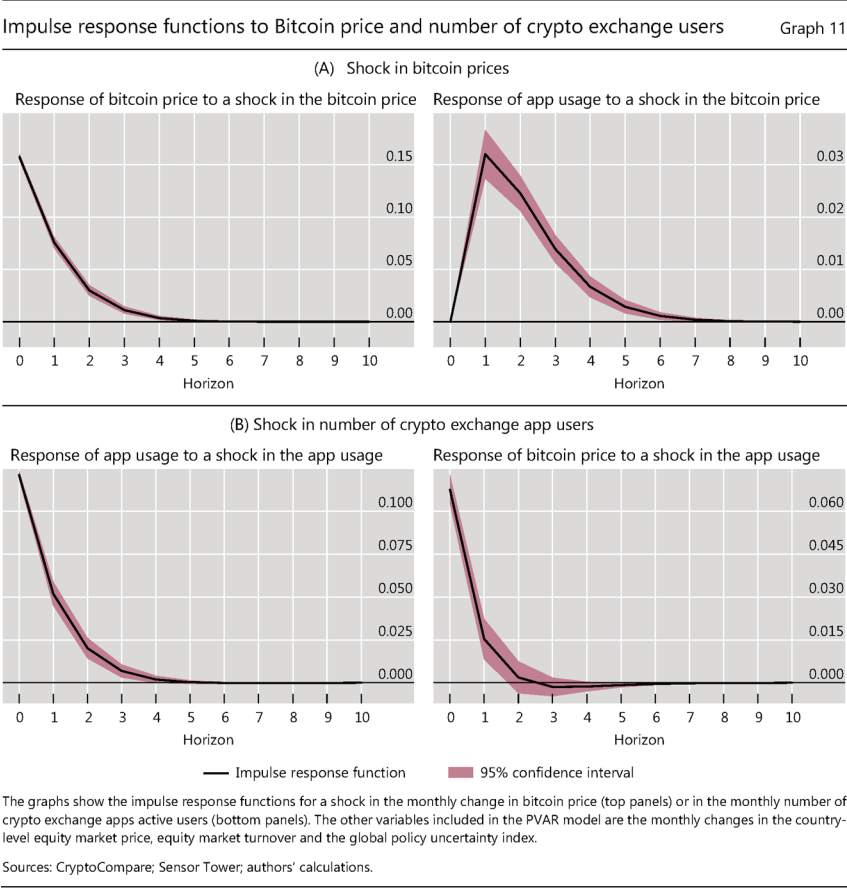 Impulse response functions to Bitcoin price and number of crypto exchange users Graph 11
(A) Shock in bitcoin prices
Response of bitcoin price to a shock in the bitcoin price
0.15
0.10
0.05
0.00
0 1 2 3 4 5 6 7 8 9 10
Horizon
Response of app usage to a shock in the bitcoin price
0.03
0.02
0.01
0.00
0 1 2 3 4 5 6 7 8 9 10
Horizon
(B) Shock in number of crypto exchange app users
Response of app usage to a shock in the app usage
0.100
0.075
0.050
0.025
0.000
0 1 2 3 4 5 6 7 8 9 10
Horizon
Response of bitcoin price to a shock in the app usage
0.060
0.045
0.030
0.015
0.000
0 1 2 3 4 5 6 7 8 9 10
Horizon
Impulse response function 95% confidence interval
The graphs show the impulse response functions for a shock in the monthly change in bitcoin price (top panels) or in the monthly number of
crypto exchange apps active users (bottom panels). The other variables included in the PVAR model are the monthly changes in the country-
level equity market price, equity market turnover and the global policy uncertainty index.
Sources: CryptoCompare; Sensor Tower; authors' calculations.